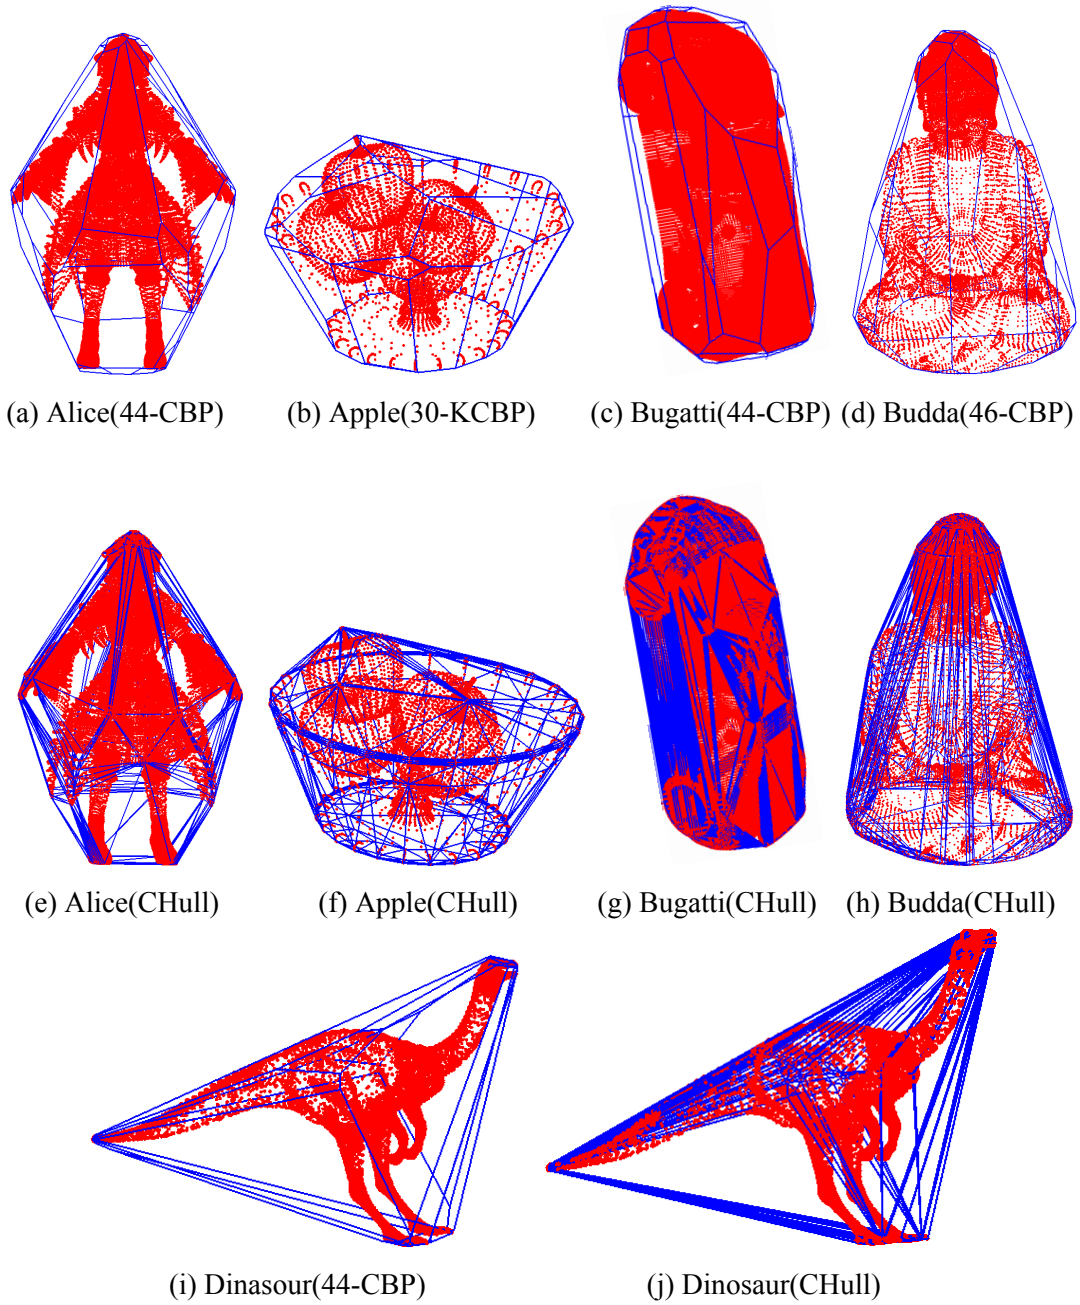 (a) Alice(44-CBP)
(b) Apple(30-KCBP)
(c) Bugatti(44-CBP)
(d) Budda(46-CBP)
(e) Alice(CHull)
(f) Apple(CHull)
(g) Bugatti(CHull)
(h) Budda(CHull)
(i) Dinasour(44-CBP)
(j) Dinosaur(CHull)